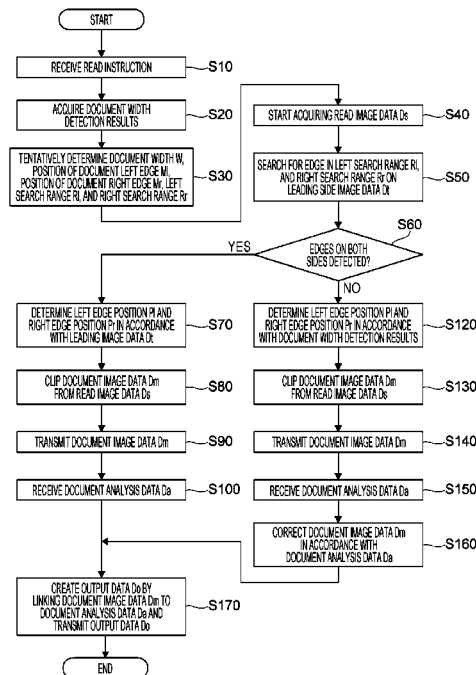 START
RECEIVE READ INSTRUCTION
S10
ACQUIRE DOCUMENT WIDTH
DETECTION RESULTS
S20
TENTATIVELY DETERMINE DOCUMENT WIDTH W,
POSITION OF DOCUMENT LEFT EDGE Ml,
POSITION OF DOCUMENT RIGHT EDGE Mr, LEFT
SEARCH RANGE Rl, AND RIGHT SEARCH RANGE Rr
S30
START ACQUIRING READ IMAGE DATA Ds
S40
SEARCH FOR EDGE IN LEFT SEARCH RANGE Rl,
AND RIGHT SEARCH RANGE Rr ON
LEADING SIDE IMAGE DATA Dt
S50
S60
EDGES ON BOTH
SIDES DETECTED?
YES
NO
DETERMINE LEFT EDGE POSITION Pl AND
RIGHT EDGE POSITION Pr IN ACCORDANCE
WITH LEADING IMAGE DATA Dt
S70
CLIP DOCUMENT IMAGE DATA Dm
FROM READ IMAGE DATA Ds
S80
TRANSMIT DOCUMENT IMAGE DATA Dm
S90
RECEIVE DOCUMENT ANALYSIS DATA Da
S100
DETERMINE LEFT EDGE POSITION Pl AND
RIGHT EDGE POSITION Pr IN ACCORDANCE
WITH DOCUMENT WIDTH DETECTION RESULTS
S120
CLIP DOCUMENT IMAGE DATA Dm
FROM READ IMAGE DATA Ds
S130
TRANSMIT DOCUMENT IMAGE Dm
S140
RECEIVE DOCUMENT ANALYSIS DATA Da
S150
CORRECT DOCUMENT IMAGE DATA Dm
IN ACCORDANCE WITH
DOCUMENT ANALYSIS DATA Da
S160
CREATE OUTPUT DATA Do BY
LINKING DOCUMENT IMAGE DATA Dm TO
DOCUMENT ANALYSIS DATA Da AND
TRANSMIT OUTPUT DATA Do
S170
END